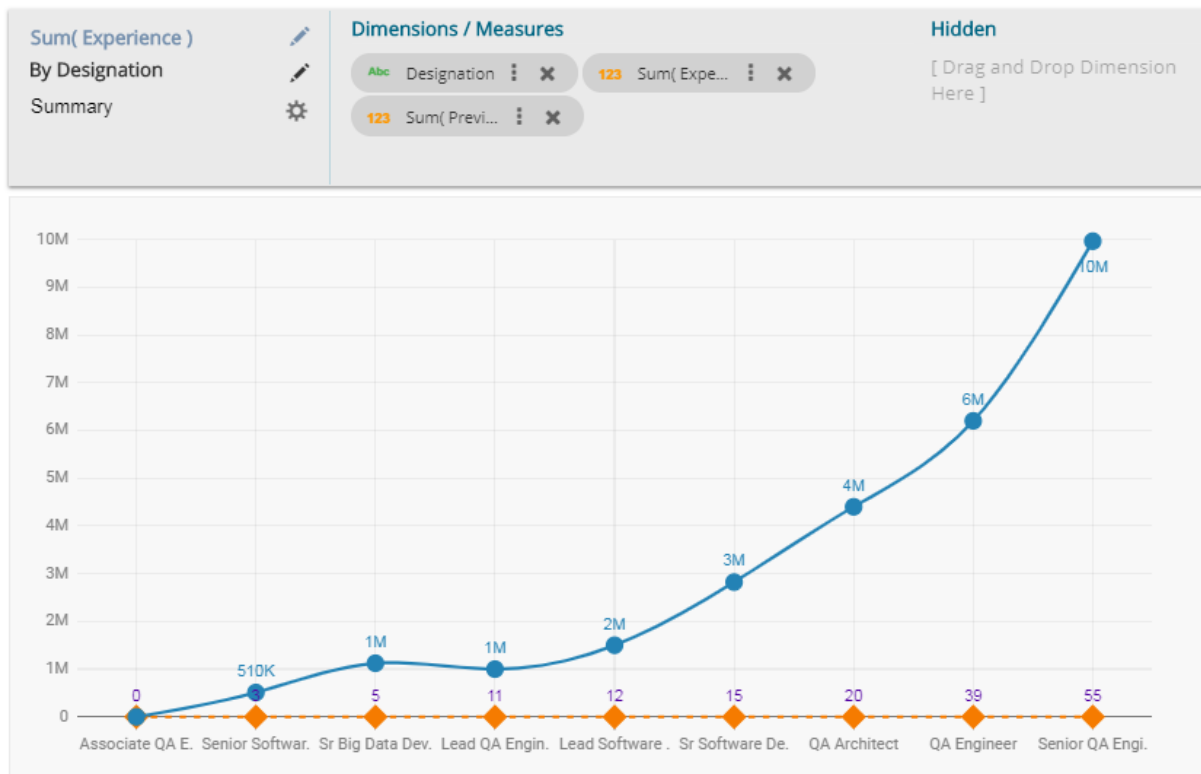 Sum( Experience )
By Designation
Summary
Dimensions / Measures
Abc Designation
123 Sum( Expe...
123 Sum( Previ...
Hidden
[ Drag and Drop Dimension
Here ]
10M
9M
8M
7M
6M
5M
4M
3M
2M
1M
0
10M
6M
4M
3M
2M
1M
1M
510K
0 3 5 11 12 15 20 39 55
Associate QA E. Senior Sontwar. Sr Big Data Dev. Lead QA Engin. Lead Software . Sr Software De. QA Architect QA Engineer Senior QA Engi.